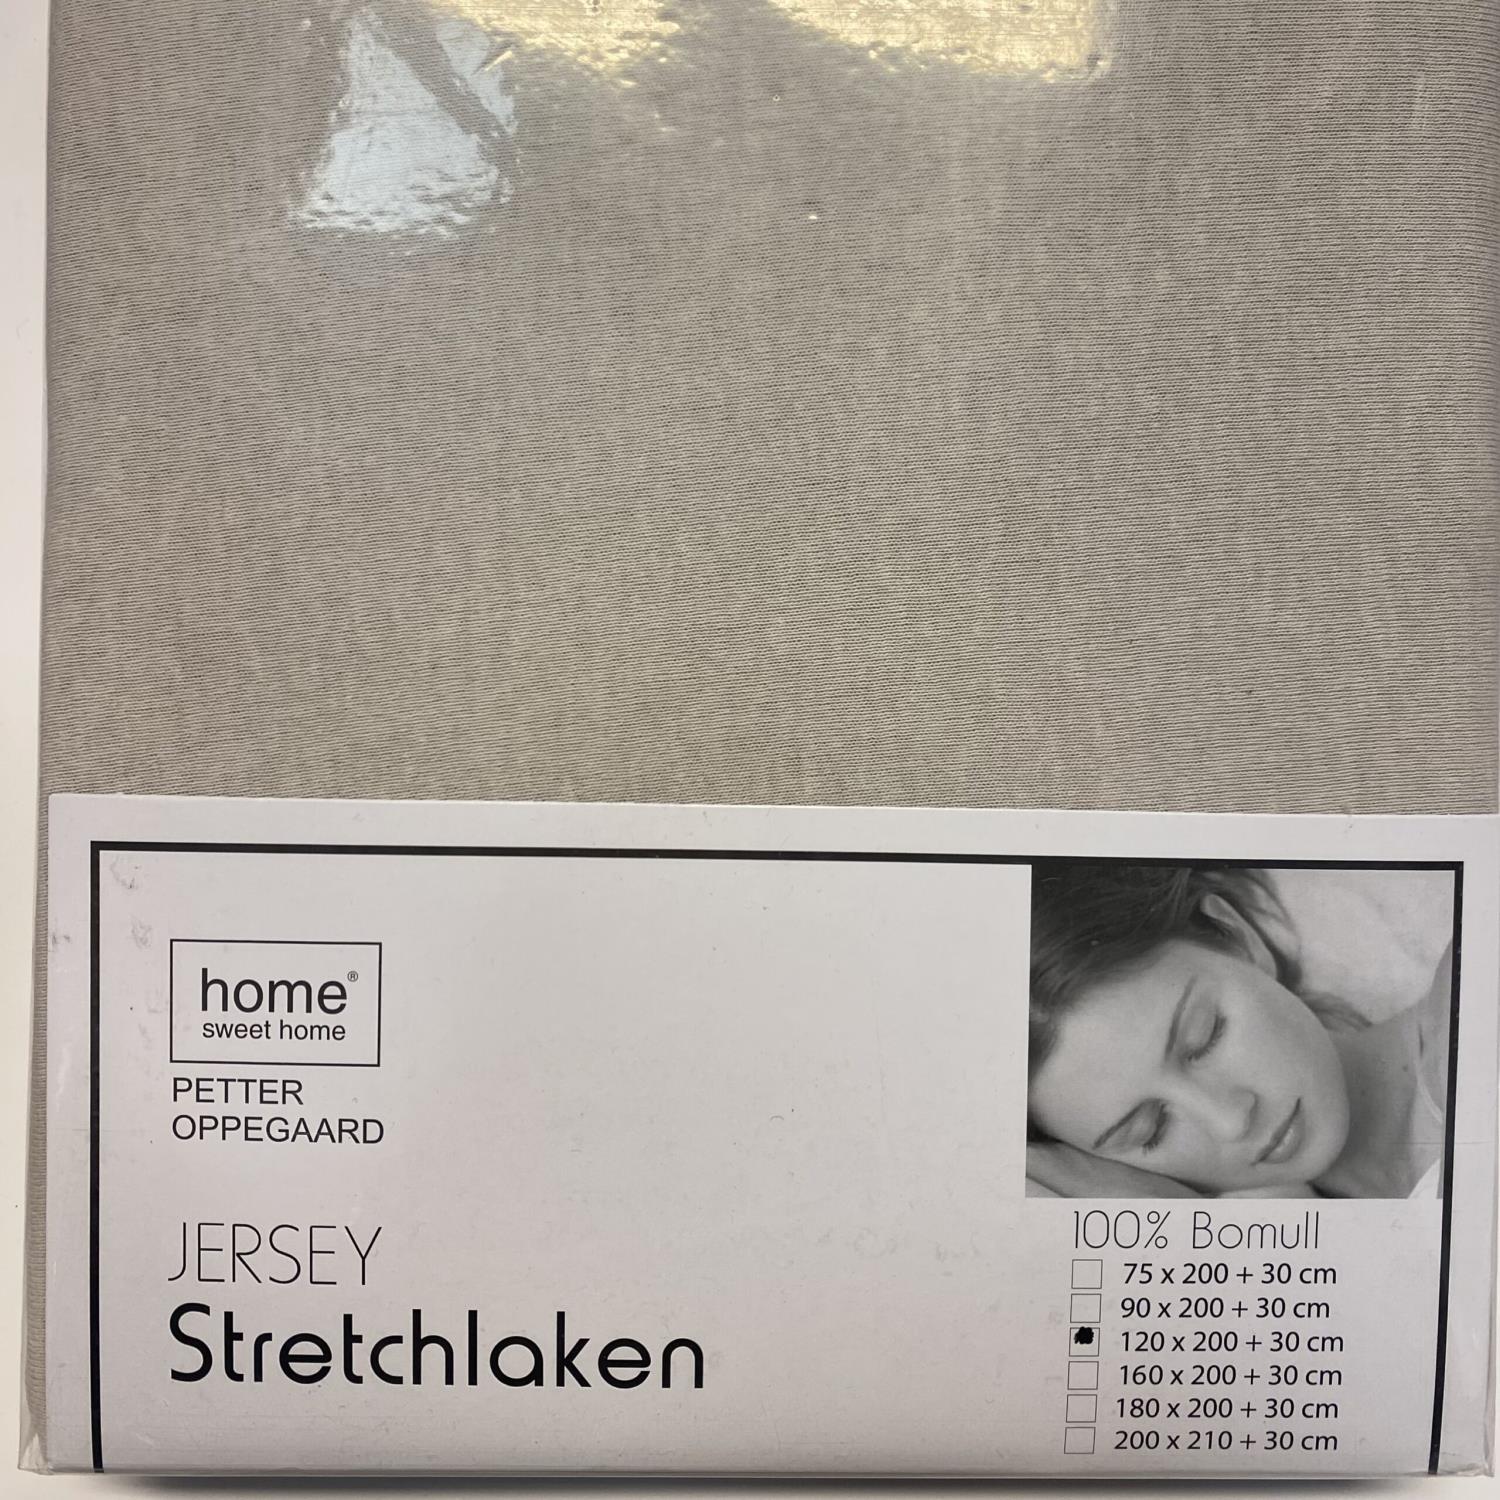 home®
sweet home
PETTER
OPPEGAARD
JERSEY
Stretchlaken
100% Bomull
75 x 200 + 30 cm
90 x 200 + 30 cm
120 x 200 + 30 cm
160 x 200 + 30 cm
180 x 200 + 30 cm
200 x 210 + 30 cm